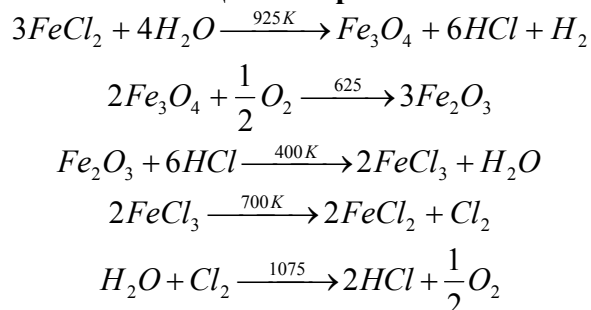 3FeCl₂ + 4H₂O —925K→ Fe₃O₄ + 6HCl + H₂
2Fe₃O₄ + 1/2 O₂ —625→ 3Fe₂O₃
Fe₂O₃ + 6HCl —400K→ 2FeCl₃ + H₂O
2FeCl₃ —700K→ 2FeCl₂ + Cl₂
H₂O + Cl₂ —1075→ 2HCl + 1/2 O₂